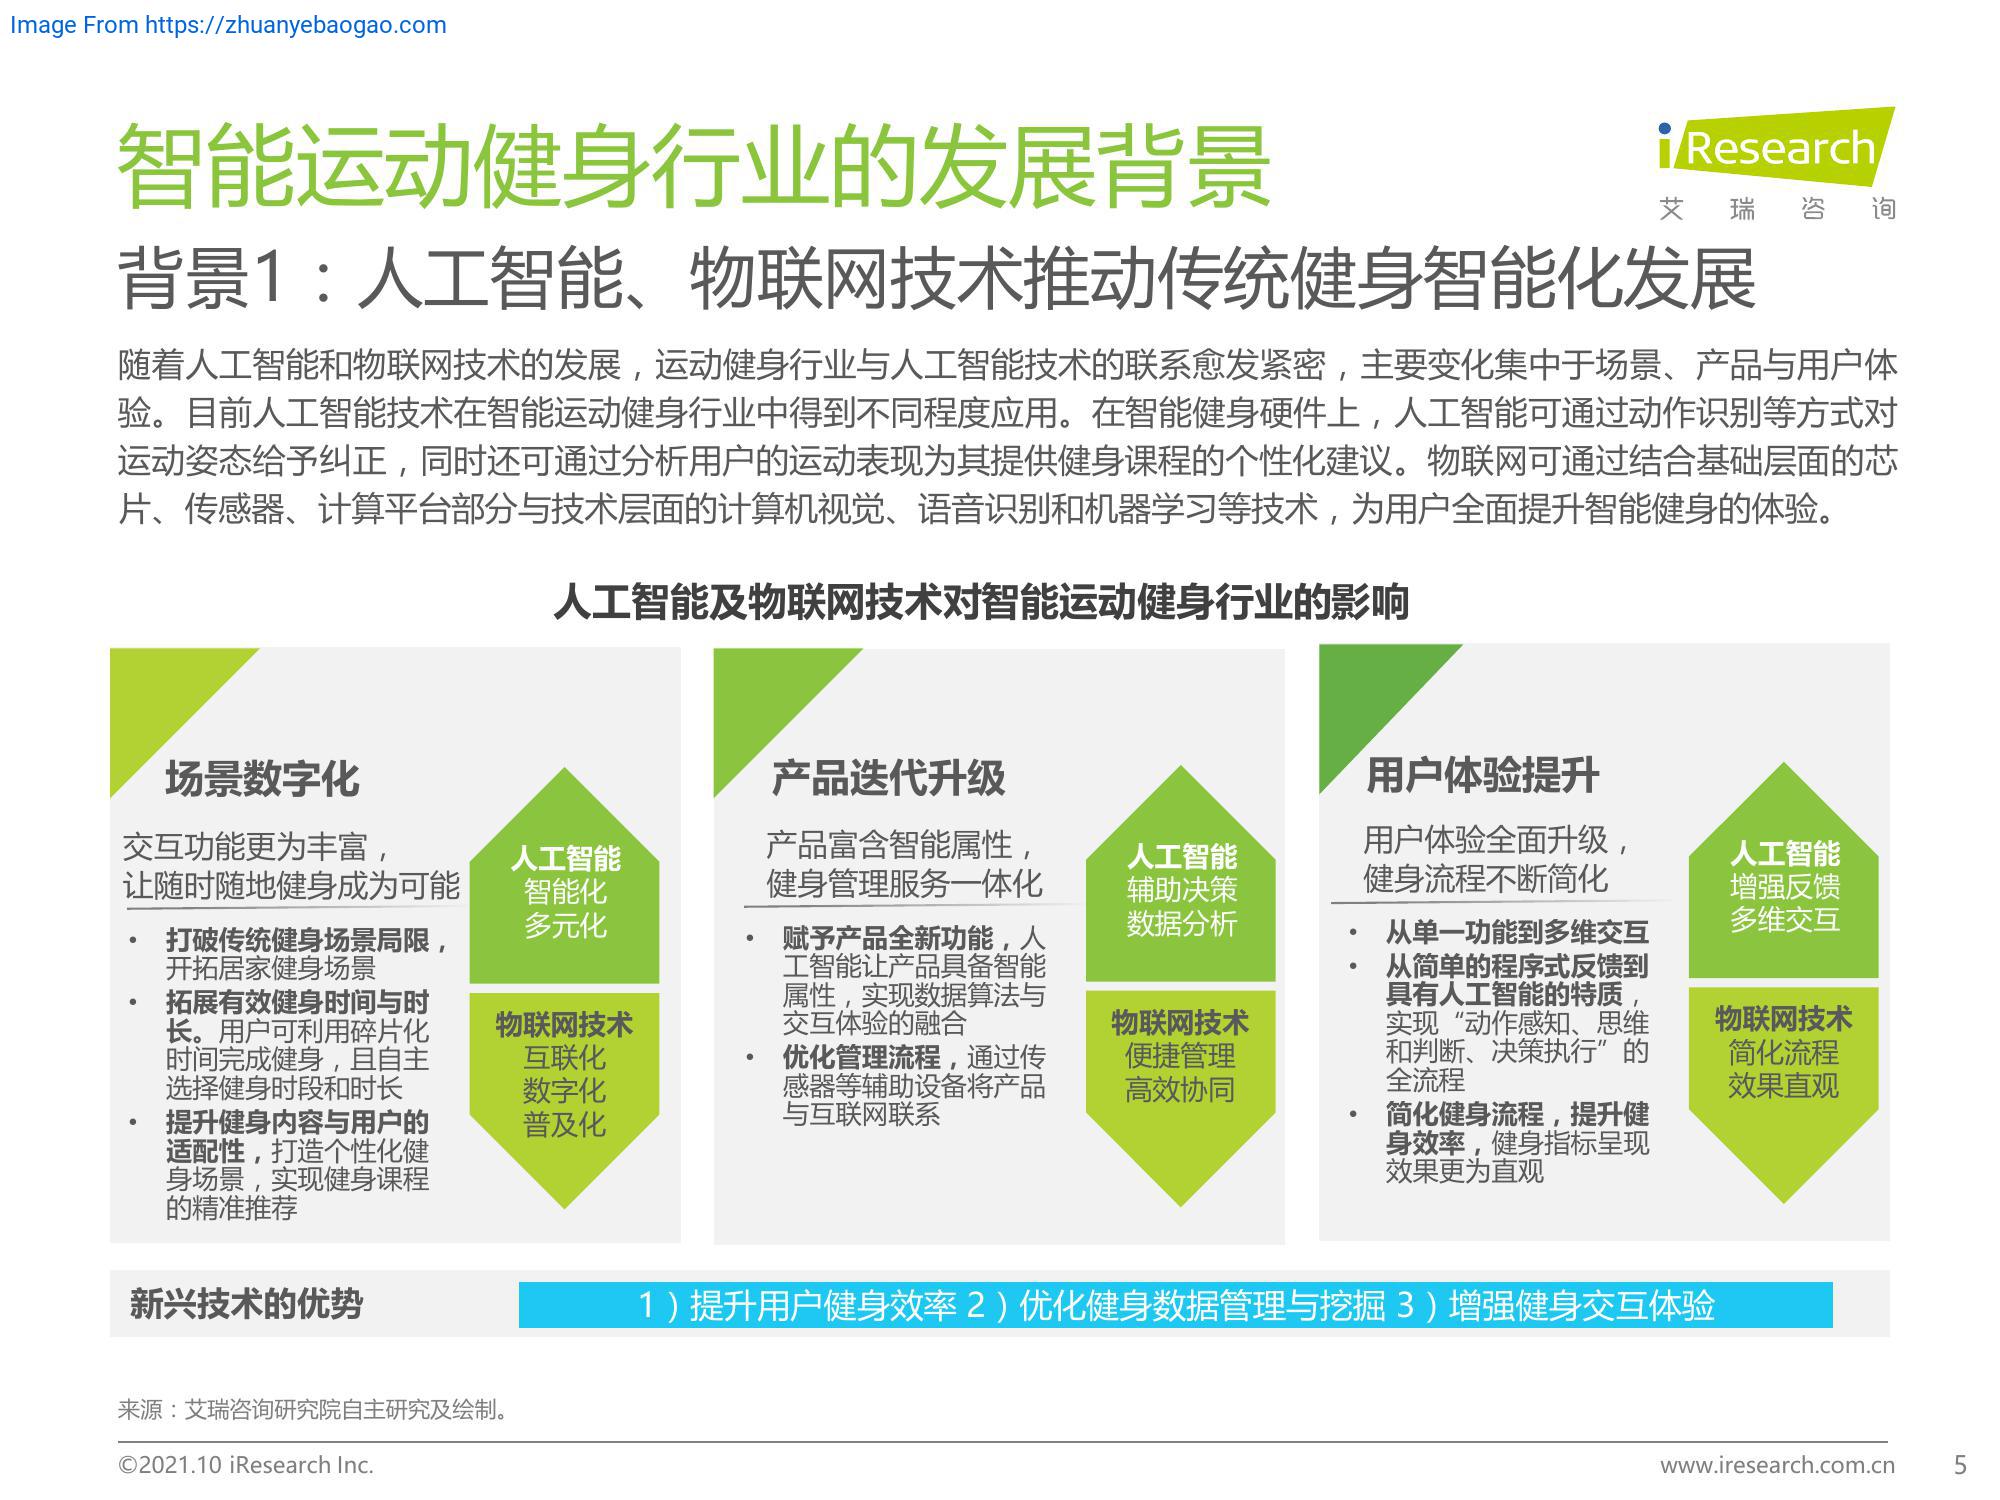 Image From https://zhuanyebaogao.com
智能运动健身行业的发展背景
iResearch
艾瑞咨询
背景1：人工智能、物联网技术推动传统健身智能化发展
随着人工智能和物联网技术的发展，运动健身行业与人工智能技术的联系愈发紧密，主要变化集中于场景、产品与用户体
验。目前人工智能技术在智能运动健身行业中得到不同程度应用。在智能健身硬件上，人工智能可通过动作识别等方式对
运动姿态给予纠正，同时还可通过分析用户的运动表现为其提供健身课程的个性化建议。物联网可通过结合基础层面的芯
片、传感器、计算平台部分与技术层面的计算机视觉、语音识别和机器学习等技术，为用户全面提升智能健身的体验。
人工智能及物联网技术对智能运动健身行业的影响
场景数字化
交互功能更为丰富，
让随时随地健身成为可能
• 打破传统健身场景局限，
开拓居家健身场景
• 拓展有效健身时间与时
长。用户可利用碎片化
时间完成健身，且自主
选择健身时段和时长
• 提升健身内容与用户的
适配性，打造个性化健
身场景，实现健身课程
的精准推荐
人工智能
智能化
多元化
物联网技术
互联化
数字化
普及化
产品迭代升级
产品富含智能属性，
健身管理服务一体化
• 赋予产品全新功能，人
工智能让产品具备智能
属性，实现数据算法与
交互体验的融合
• 优化管理流程，通过传
感器等辅助设备将产品
与互联网联系
人工智能
辅助决策
数据分析
物联网技术
便捷管理
高效协同
用户体验提升
用户体验全面升级，
健身流程不断简化
• 从单一功能到多维交互
• 从简单的程序式反馈到
具有人工智能的特质，
实现“动作感知、思维
和判断、决策执行”的
全流程
• 简化健身流程，提升健
身效率，健身指标呈现
效果更为直观
人工智能
增强反馈
多维交互
物联网技术
简化流程
效果直观
新兴技术的优势
1）提升用户健身效率 2）优化健身数据管理与挖掘 3）增强健身交互体验
来源：艾瑞咨询研究院自主研究及绘制。
©2021.10 iResearch Inc.
www.iresearch.com.cn
5